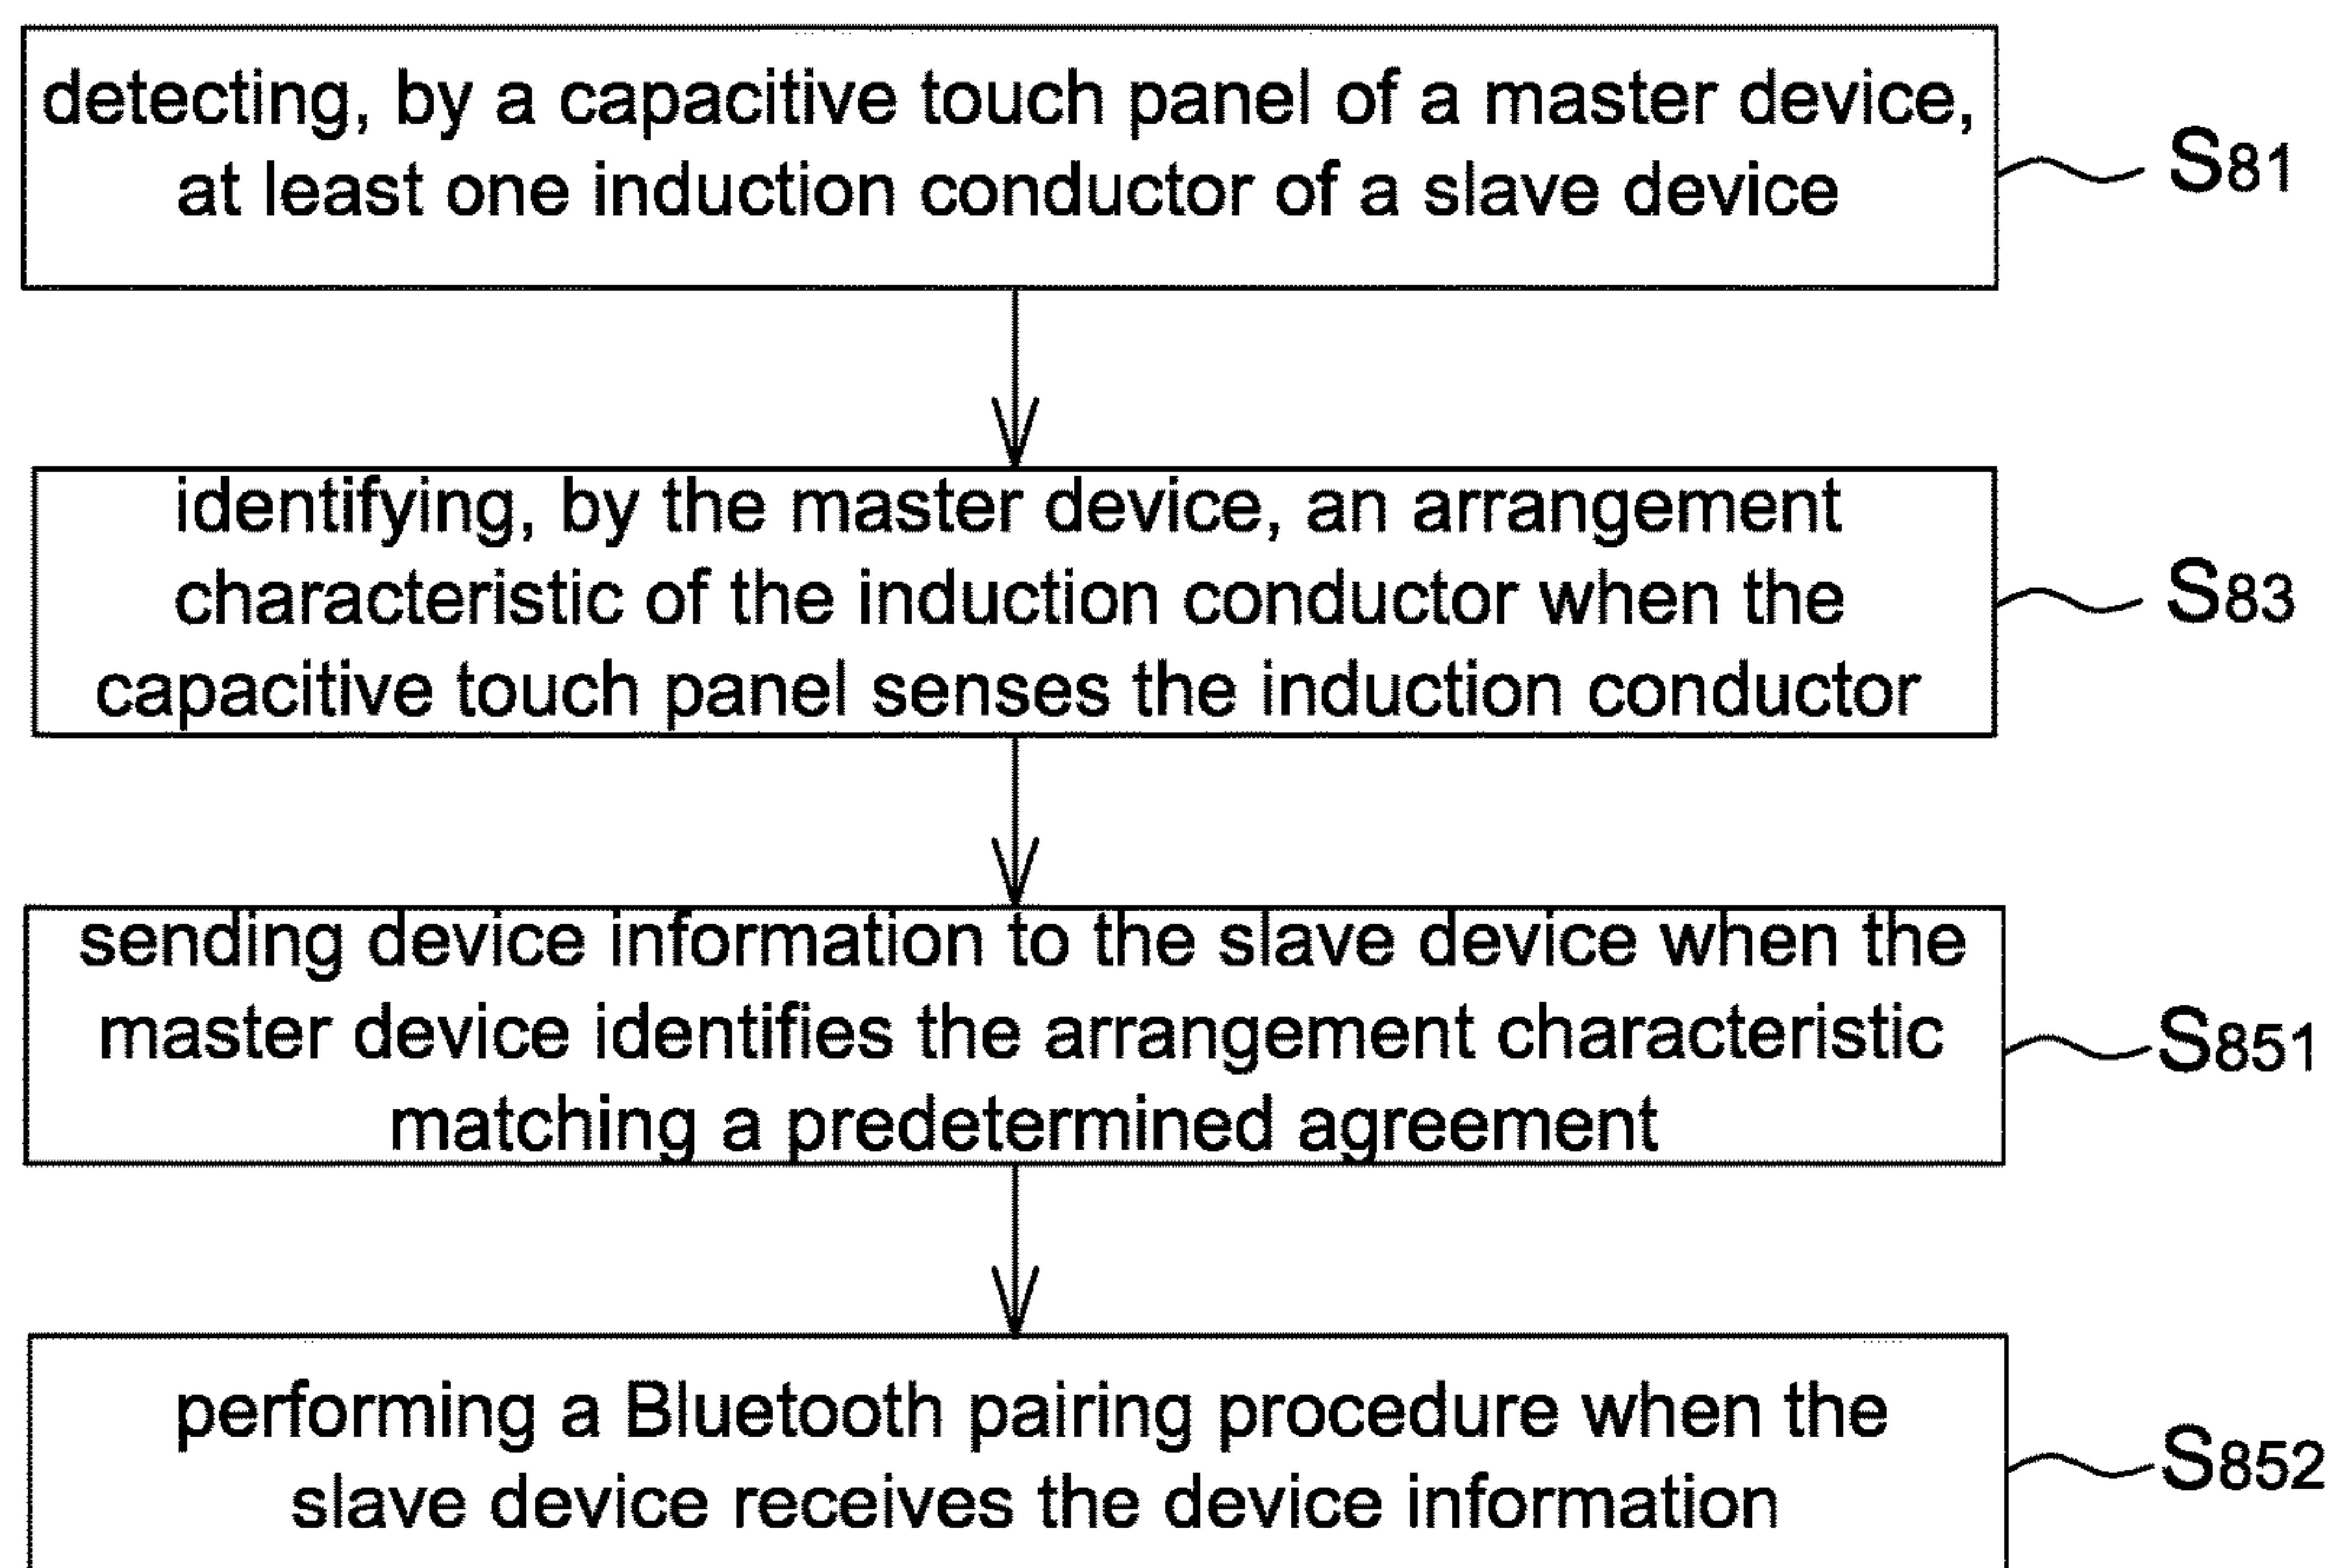 detecting, by a capacitive touch panel of a master device,
at least one induction conductor of a slave device
S81
identifying, by the master device, an arrangement
characteristic of the induction conductor when the
capacitive touch panel senses the induction conductor
S83
sending device information to the slave device when the
master device identifies the arrangement characteristic
matching a predetermined agreement
S851
performing a Bluetooth pairing procedure when the
slave device receives the device information
S852